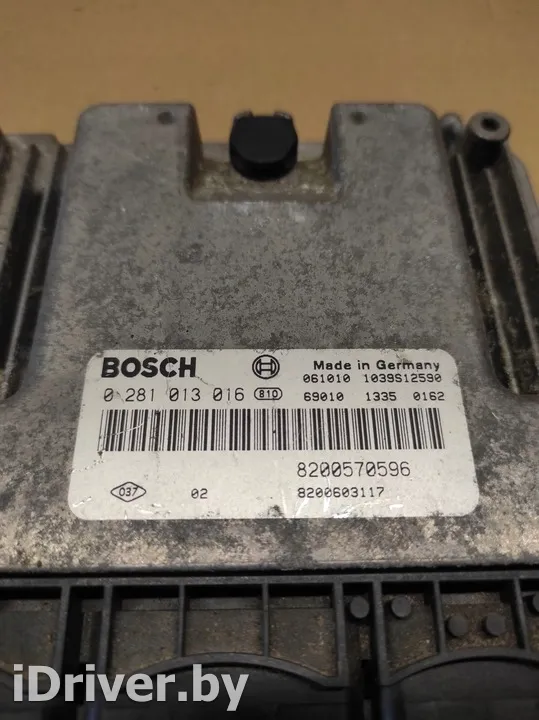 BOSCH Made in Germany
061010 1039S12590
0 281 013 016 B10 69010 1335 0162
8200570596
037 02 8200603117
iDriver.by